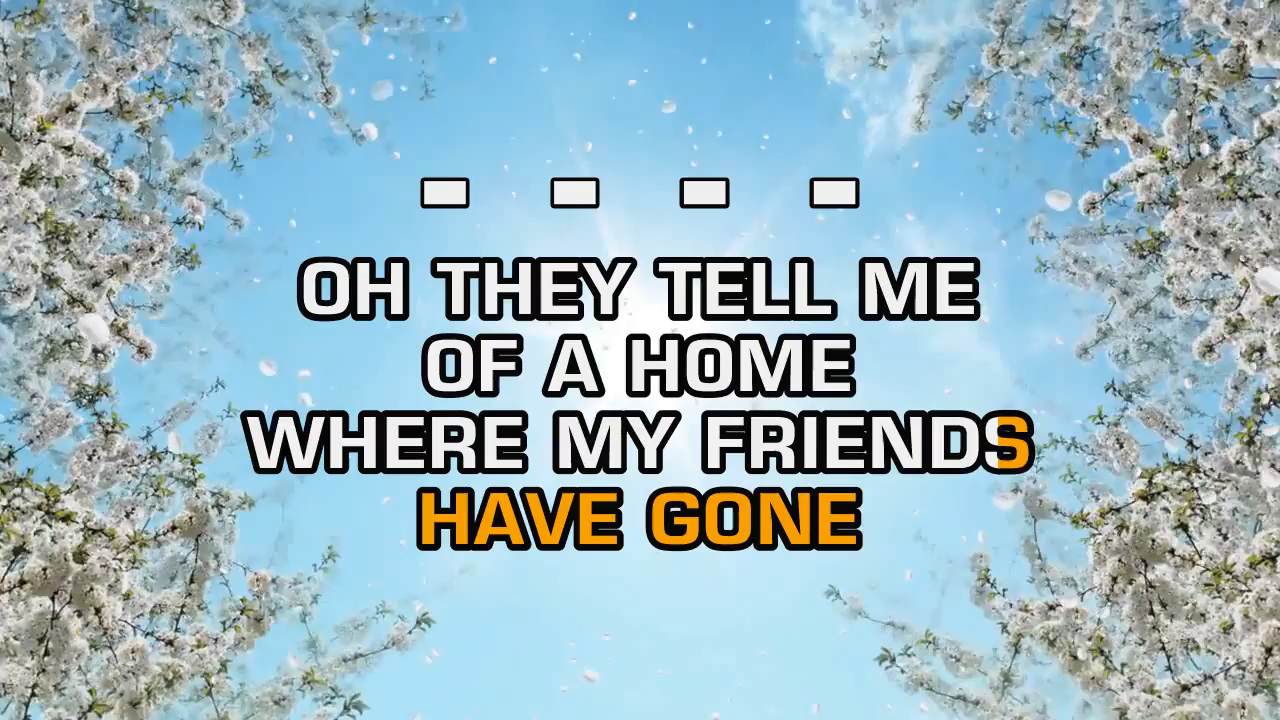 - - - -
OH THEY TELL ME
OF A HOME
WHERE MY FRIENDS
HAVE GONE